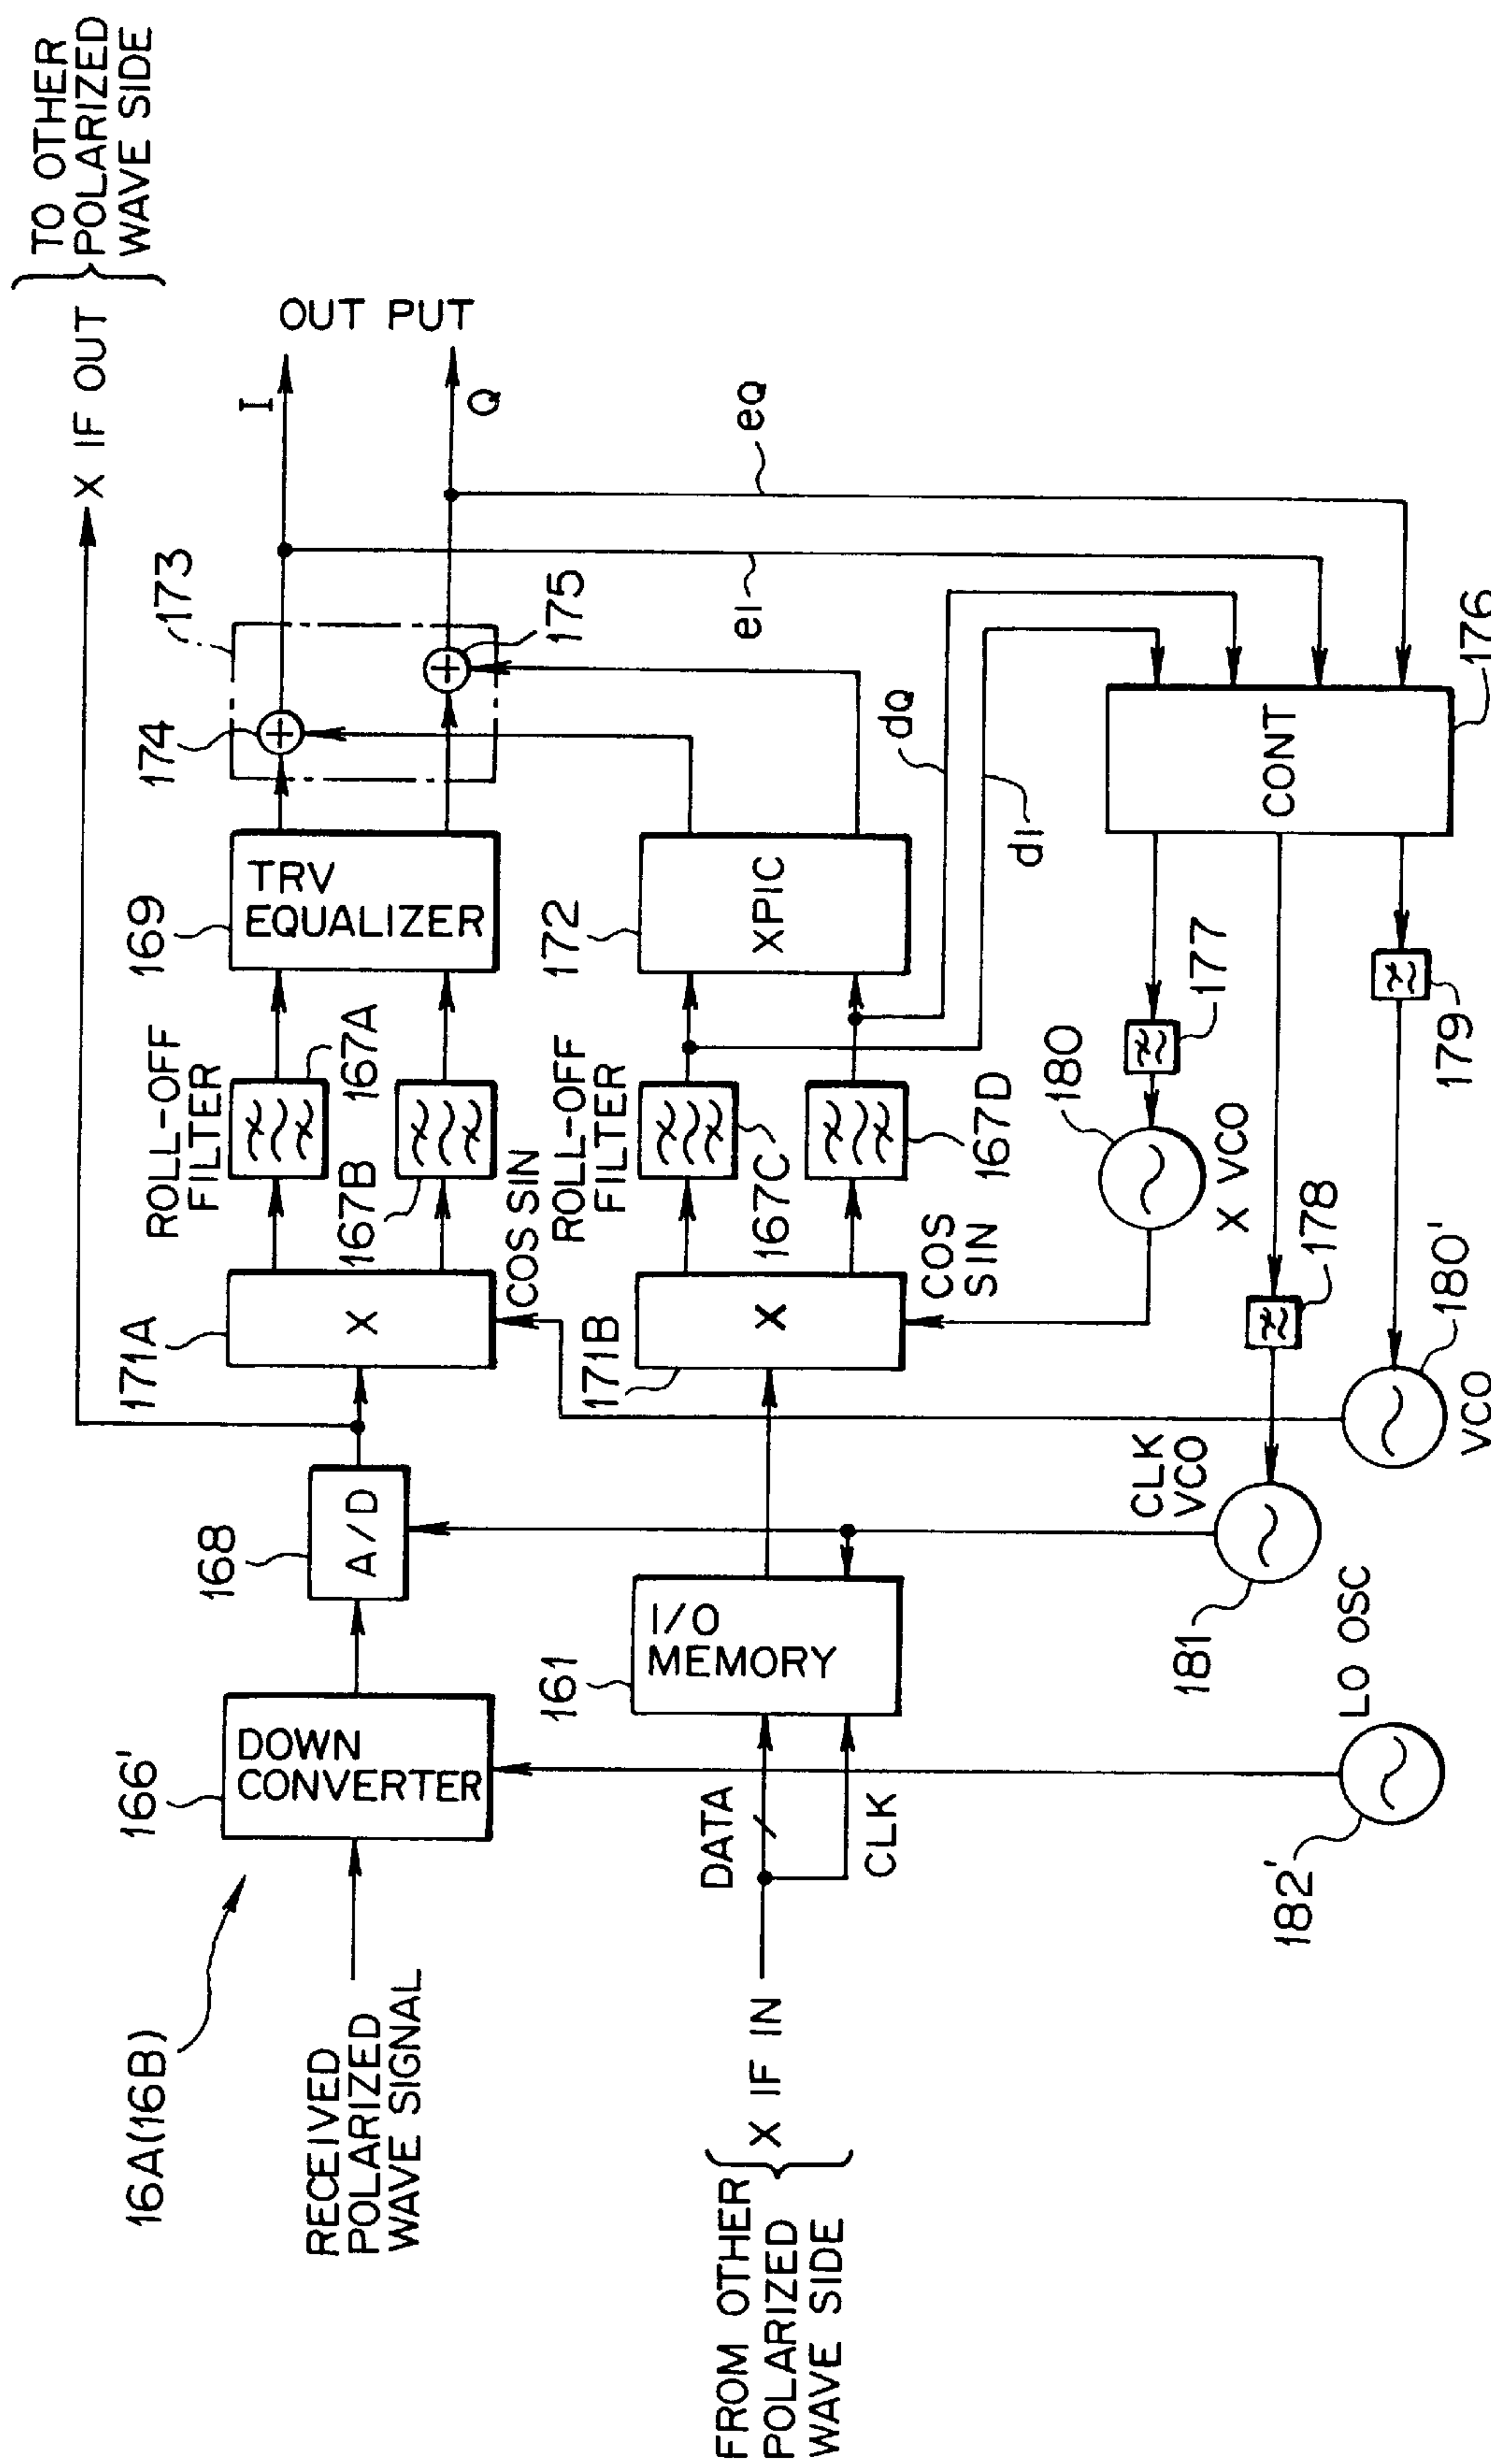 16A(16B)
RECEIVED
POLARIZED
WAVE SIGNAL
166'
DOWN
CONVERTER
168
A/D
171A
X
ROLL-OFF
FILTER
167A
167B
COS SIN
169
TRV
EQUALIZER
174
173
175
I
Q
OUT PUT
X IF OUT
TO OTHER
POLARIZED
WAVE SIDE
FROM OTHER
POLARIZED
WAVE SIDE
X IF IN
DATA
CLK
161
I/O
MEMORY
171B
X
ROLL-OFF
FILTER
167C
167D
COS
SIN
172
XPIC
dQ
dI
eI
eQ
182'
LO OSC
181
CLK
VCO
178
180
X VCO
177
CONT
176
180'
VCO
179